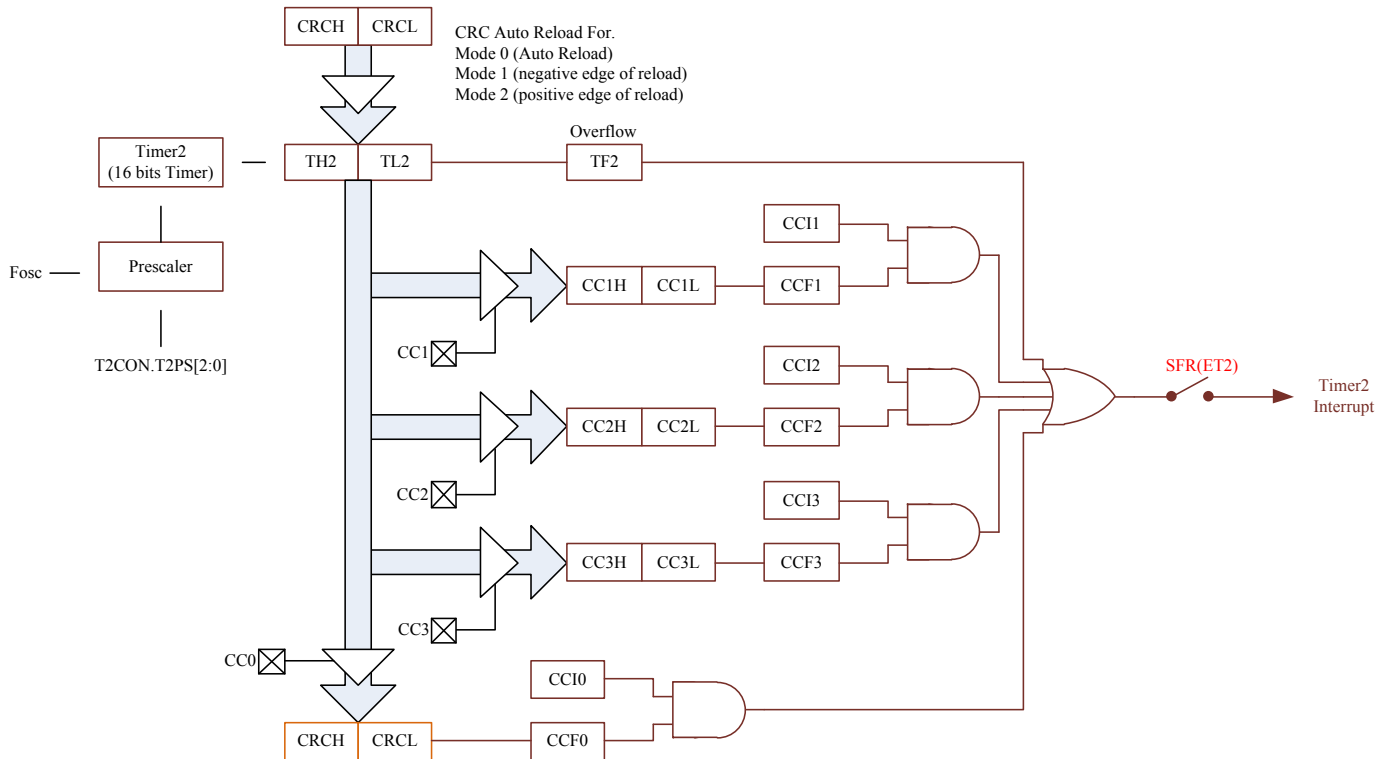 CRCH CRCL
CRC Auto Reload For.
Mode 0 (Auto Reload)
Mode 1 (negative edge of reload)
Mode 2 (positive edge of reload)
Overflow
Timer2
(16 bits Timer)
TH2 TL2
TF2
CCI1
Fosc
Prescaler
CC1H CC1L
CCF1
CC1
T2CON.T2PS[2:0]
CCI2
SFR(ET2)
Timer2
Interrupt
CC2H CC2L
CCF2
CC2
CCI3
CC3H CC3L
CCF3
CC3
CC0
CCI0
CRCH CRCL
CCF0